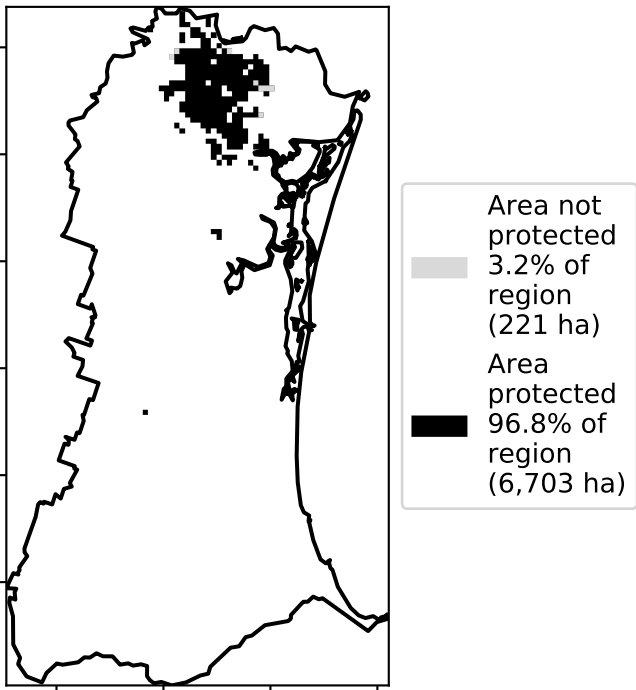 Area not
protected
3.2% of
region
(221 ha)
Area
protected
96.8% of
region
(6,703 ha)